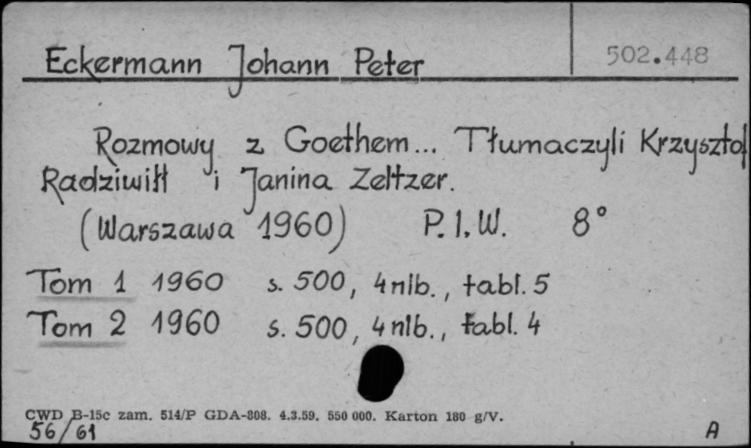 Eckermann Johann Peter 502.448
Rozmowy z Goethem... Tłumaczyli Krzysztof
Radziwiłł i Janina Zeltzer.
(Warszawa 1960) P.I.W. 8°
Tom 1 1960 s. 500, 4 nlb., tabl. 5
Tom 2 1960 s. 500, 4 nlb., tabl. 4
CWD B-15c zam. 514/P GDA-808. 4.3.59. 550 000. Karton 180 g/V.
56/61 A